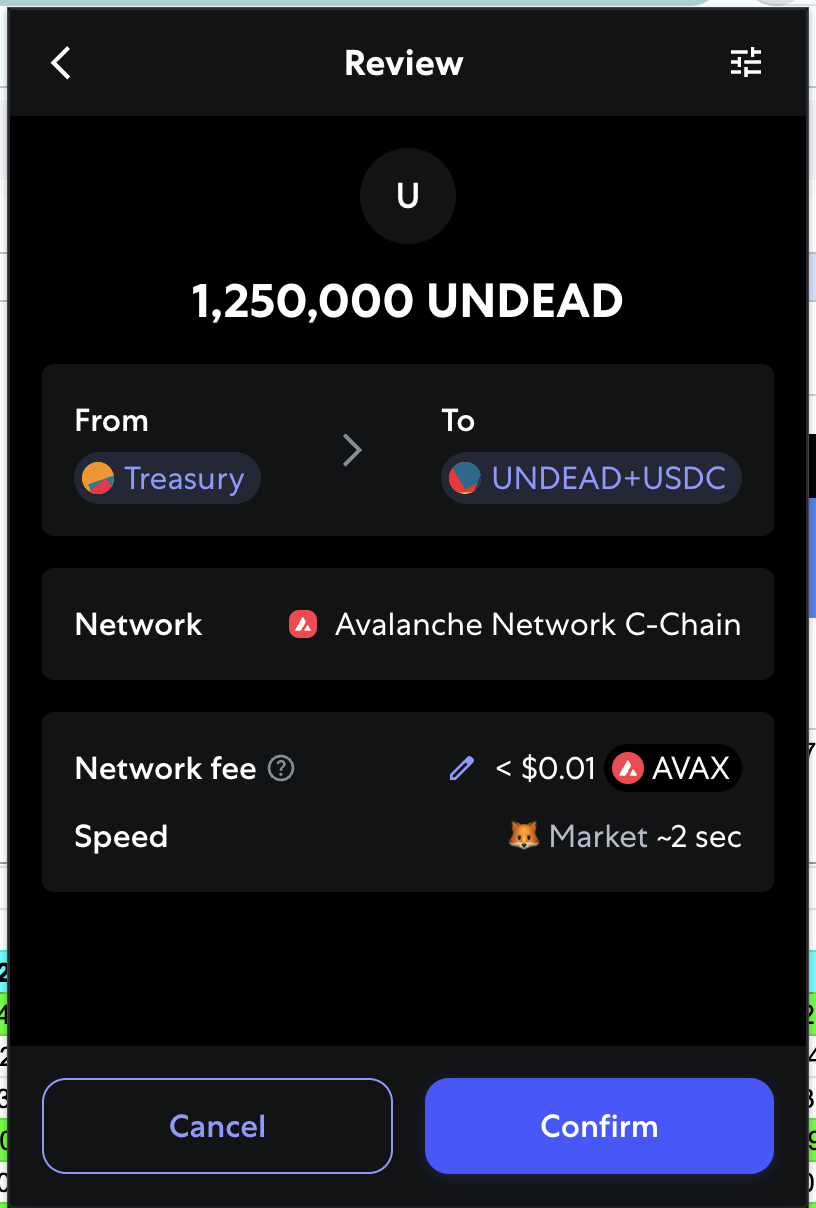 Review
U
1,250,000 UNDEAD
From
To
Treasury
UNDEAD+USDC
Network
Avalanche Network C-Chain
Network fee
< $0.01
AVAX
Speed
Market ~2 sec
Cancel
Confirm